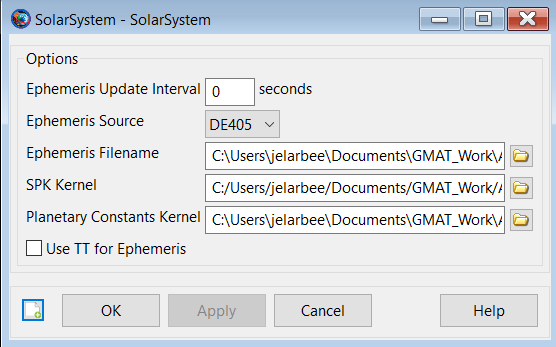 SolarSystem - SolarSystem
Options
Ephemeris Update Interval 0 seconds
Ephemeris Source DE405
Ephemeris Filename C:\Users\jelarbee\Documents\GMAT_Work\A
SPK Kernel C:/Users/jelarbee/Documents/GMAT_Work/A
Planetary Constants Kernel C:\Users\jelarbee\Documents\GMAT_Work\A
Use TT for Ephemeris
OK Apply Cancel Help